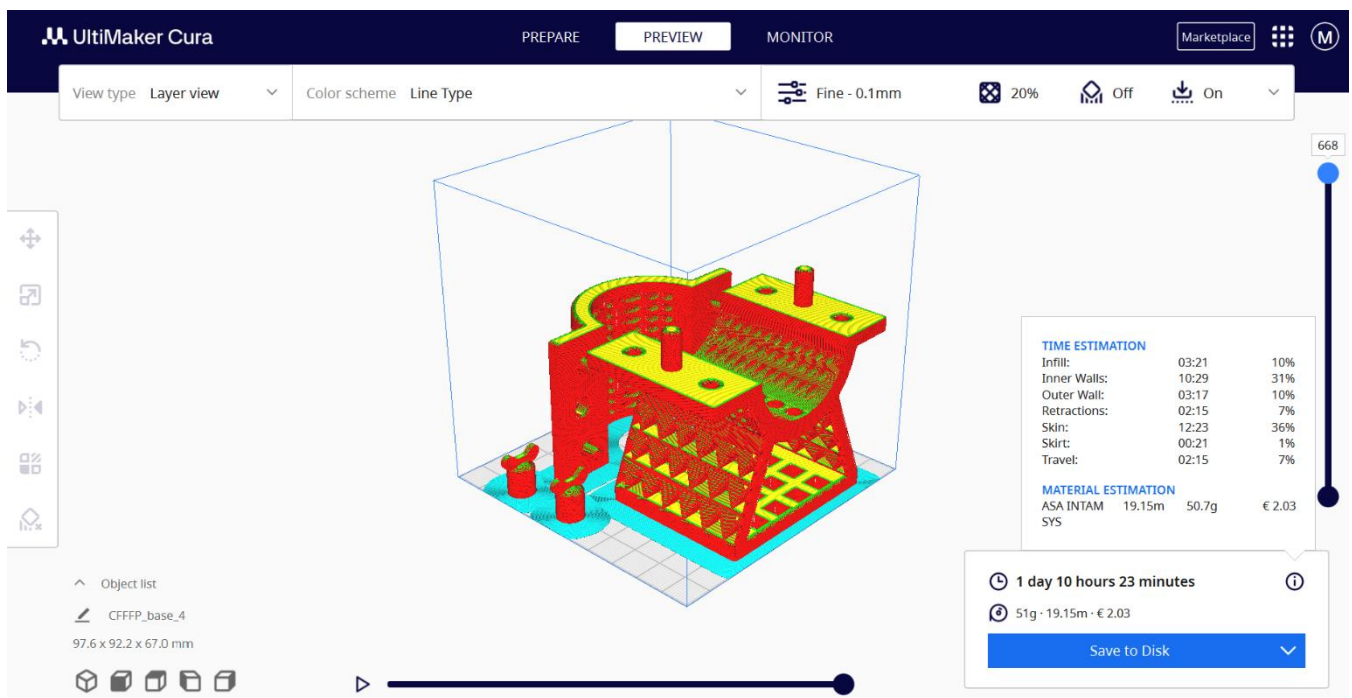 UltiMaker Cura PREPARE PREVIEW MONITOR Marketplace M
View type Layer view Color scheme Line Type Fine - 0.1mm 20% Off On
668
TIME ESTIMATION
Infill: 03:21 10%
Inner Walls: 10:29 31%
Outer Wall: 03:17 10%
Retractions: 02:15 7%
Skin: 12:23 36%
Skirt: 00:21 1%
Travel: 02:15 7%
MATERIAL ESTIMATION
ASA INTAM 19.15m 50.7g € 2.03
SYS
Object list
CFFFP_base_4
97.6 x 92.2 x 67.0 mm
1 day 10 hours 23 minutes
51g · 19.15m · € 2.03
Save to Disk